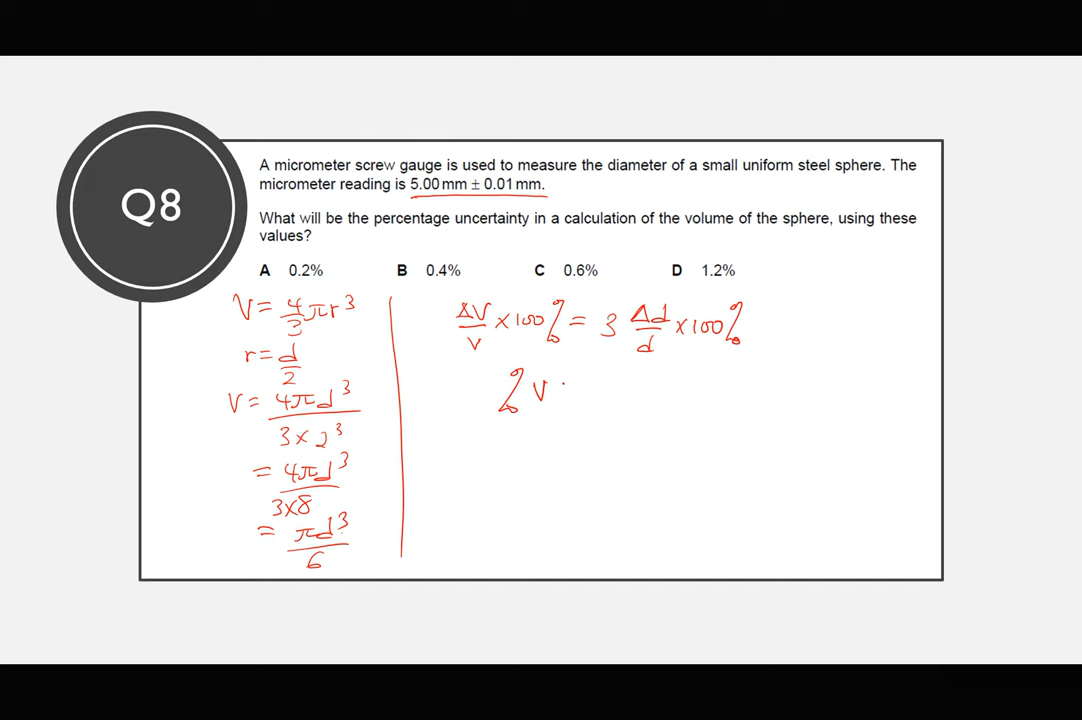 Q8
A micrometer screw gauge is used to measure the diameter of a small uniform steel sphere. The
micrometer reading is 5.00 mm ± 0.01 mm.
What will be the percentage uncertainty in a calculation of the volume of the sphere, using these
values?
A 0.2% B 0.4% C 0.6% D 1.2%
V = 4/3 πr³
r = d/2
V = 4πd³/(3×2³)
= 4πd³/(3×8)
= πd³/6
ΔV/V × 100% = 3 Δd/d × 100%
% V